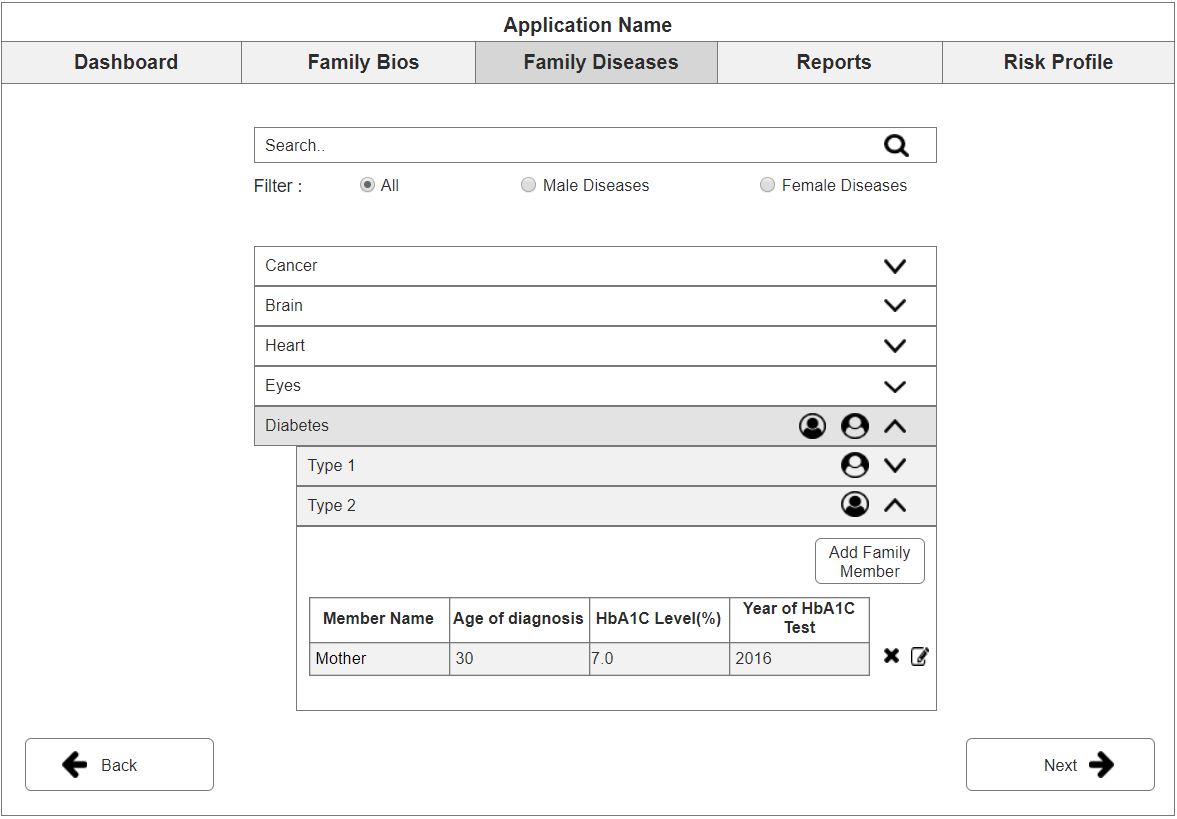 Application Name
Dashboard Family Bios Family Diseases Reports Risk Profile
Search..
Filter : All Male Diseases Female Diseases
Cancer
Brain
Heart
Eyes
Diabetes
Type 1
Type 2
Add Family
Member
Member Name Age of diagnosis HbA1C Level(%) Year of HbA1C
Test
Mother 30 7.0 2016
Back Next